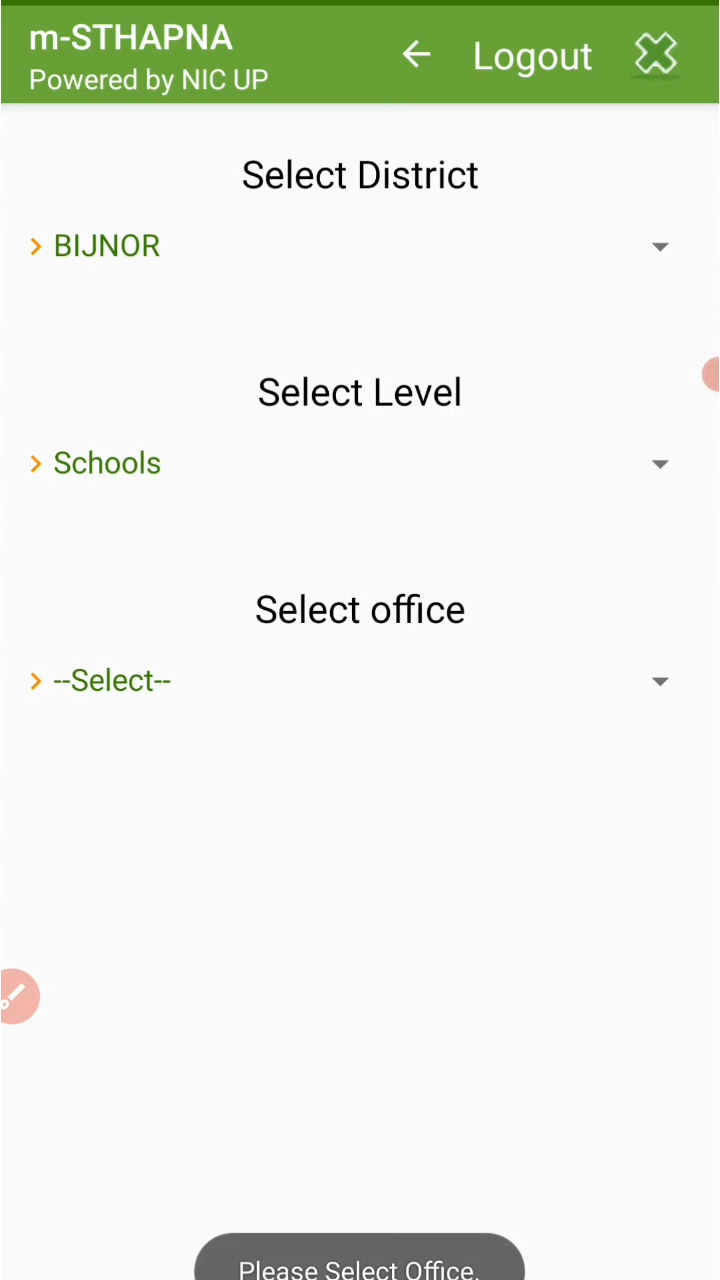 m-STHAPNA
Powered by NIC UP
Logout
Select District
BIJNOR
Select Level
Schools
Select office
--Select--
Please Select Office.